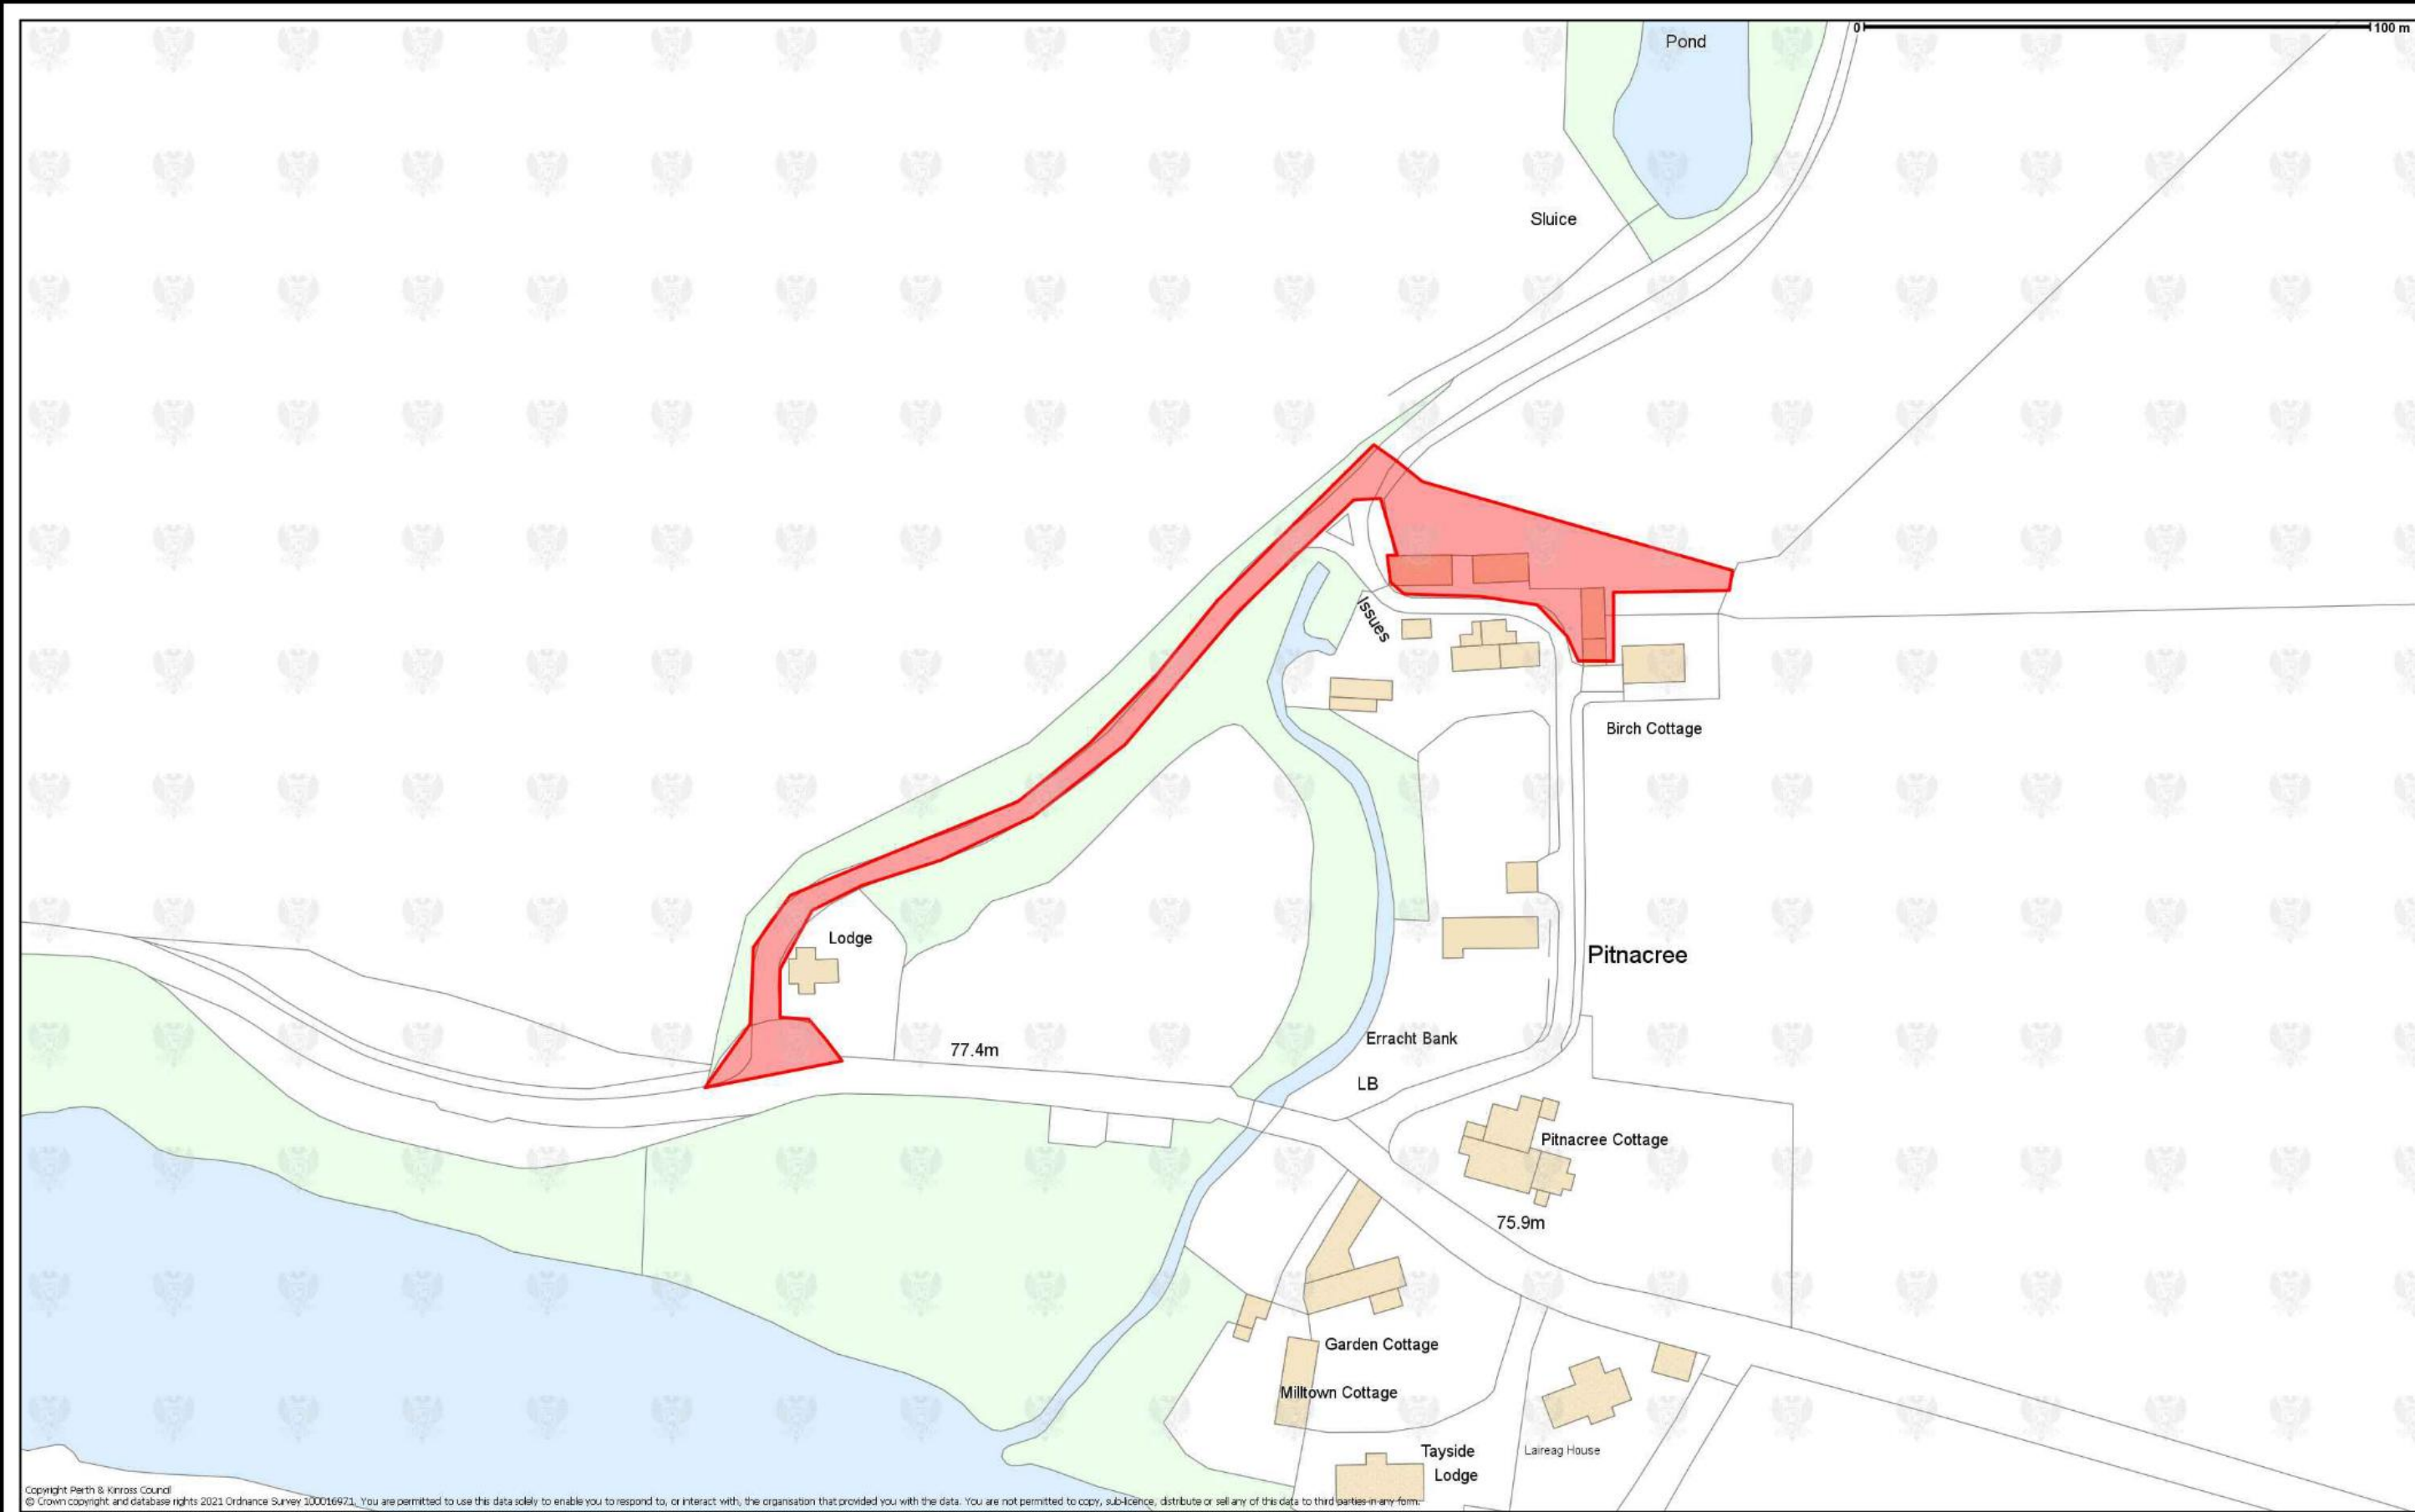 0
100 m
Pond
Sluice
Issues
Birch Cottage
Lodge
Pitnacree
77.4m
Erracht Bank
LB
Pitnacree Cottage
75.9m
Garden Cottage
Milltown Cottage
Tayside
Lodge
Laireag House
Copyright Perth & Kinross Council
© Crown copyright and database rights 2021 Ordnance Survey 100016971. You are permitted to use this data solely to enable you to respond to, or interact with, the organisation that provided you with the data. You are not permitted to copy, sub-licence, distribute or sell any of this data to third parties in any form.